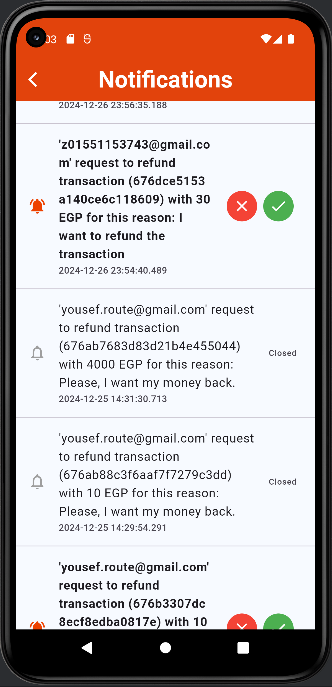 :03
Notifications
2024-12-26 23:56:35.188
'z01551153743@gmail.co
m' request to refund
transaction (676dce5153
a140ce6c118609) with 30
EGP for this reason: I
want to refund the
transaction
2024-12-26 23:54:40.489
'yousef.route@gmail.com' request
to refund transaction
(676ab7683d83d21b4e455044)
with 4000 EGP for this reason:
Please, I want my money back.
2024-12-25 14:31:30.713
Closed
'yousef.route@gmail.com' request
to refund transaction
(676ab88c3f6aaf7f7279c3dd)
with 10 EGP for this reason:
Please, I want my money back.
2024-12-25 14:29:54.291
Closed
'yousef.route@gmail.com'
request to refund
transaction (676b3307dc
8ecf8edba0817e) with 10